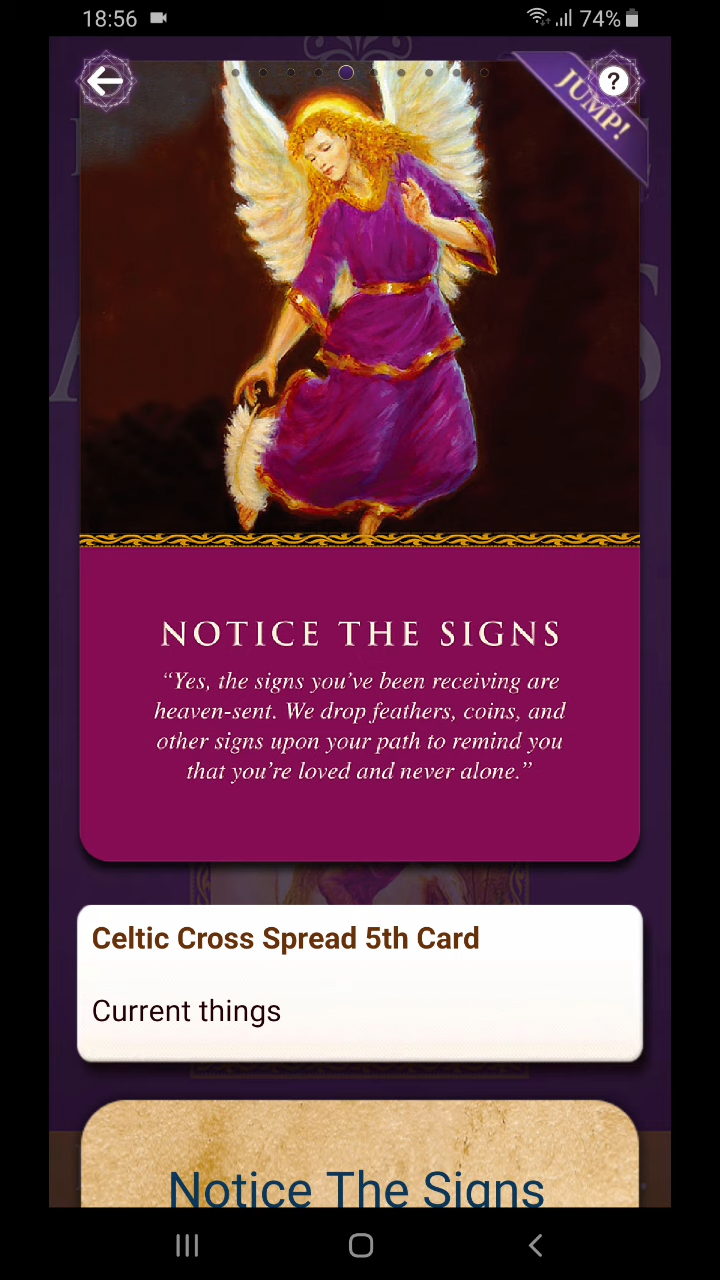 18:56
74%
JUMP!
?
NOTICE THE SIGNS
“Yes, the signs you’ve been receiving are
heaven-sent. We drop feathers, coins, and
other signs upon your path to remind you
that you’re loved and never alone.”
Celtic Cross Spread 5th Card
Current things
Notice The Signs